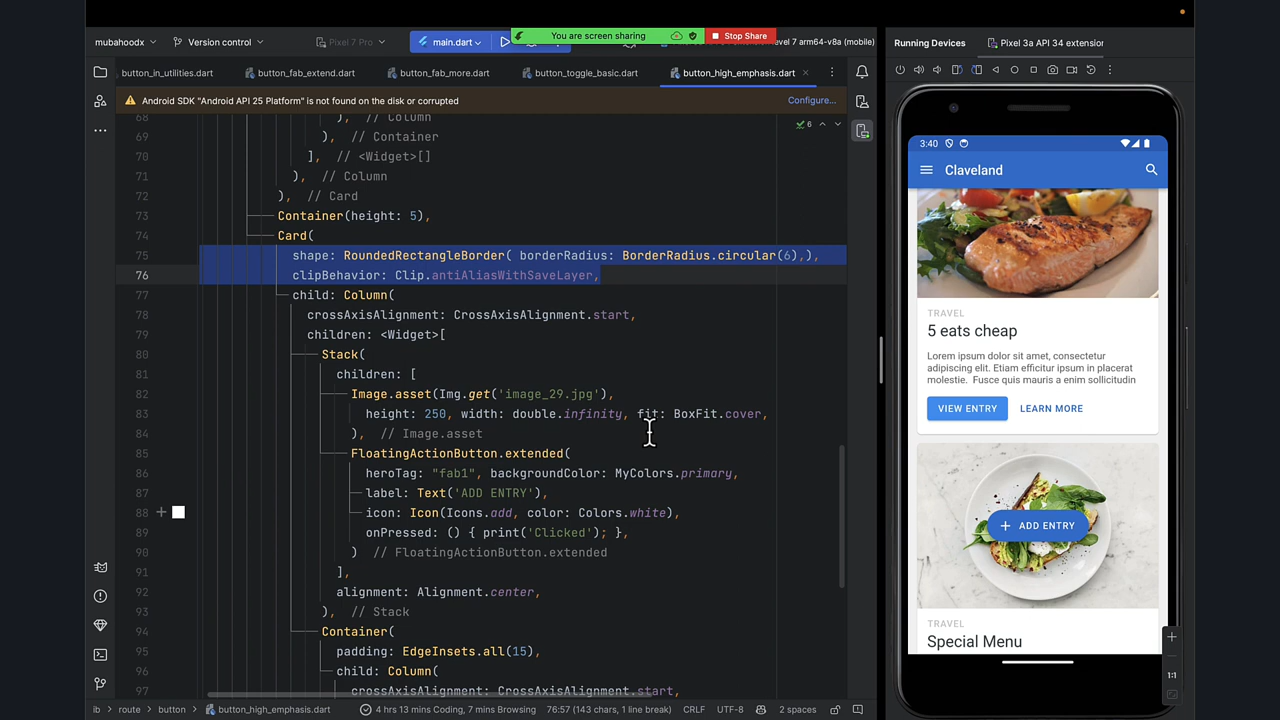 You are screen sharing
Stop Share
mubahoodx
Version control
Pixel 7 Pro
main.dart
vel 7 arm64-v8a (mobile)
Running Devices
Pixel 3a API 34 extension
button_in_utilities.dart
button_fab_extend.dart
button_fab_more.dart
button_toggle_basic.dart
button_high_emphasis.dart
Android SDK "Android API 25 Platform" is not found on the disk or corrupted
Configure...
6
68 ), // Column
69 ), // Container
70 ], // <Widget>[]
71 ), // Column
72 ), // Card
73 Container(height: 5),
74 Card(
75 shape: RoundedRectangleBorder( borderRadius: BorderRadius.circular(6),),
76 clipBehavior: Clip.antiAliasWithSaveLayer,
77 child: Column(
78 crossAxisAlignment: CrossAxisAlignment.start,
79 children: <Widget>[
80 Stack(
81 children: [
82 Image.asset(Img.get('image_29.jpg'),
83 height: 250, width: double.infinity, fit: BoxFit.cover,
84 ), // Image.asset
85 FloatingActionButton.extended(
86 heroTag: "fab1", backgroundColor: MyColors.primary,
87 label: Text('ADD ENTRY'),
88 icon: Icon(Icons.add, color: Colors.white),
89 onPressed: () { print('Clicked'); },
90 ) // FloatingActionButton.extended
91 ],
92 alignment: Alignment.center,
93 ), // Stack
94 Container(
95 padding: EdgeInsets.all(15),
96 child: Column(
97 crossAxisAlignment: CrossAxisAlignment.start,
ib > route > button > button_high_emphasis.dart
4 hrs 13 mins Coding, 7 mins Browsing
76:57 (143 chars, 1 line break)
CRLF
UTF-8
2 spaces
3:40
Claveland
TRAVEL
5 eats cheap
Lorem ipsum dolor sit amet, consectetur
adipiscing elit. Etiam efficitur ipsum in placerat
molestie. Fusce quis mauris a enim sollicitudin
VIEW ENTRY
LEARN MORE
+ ADD ENTRY
TRAVEL
Special Menu
1:1